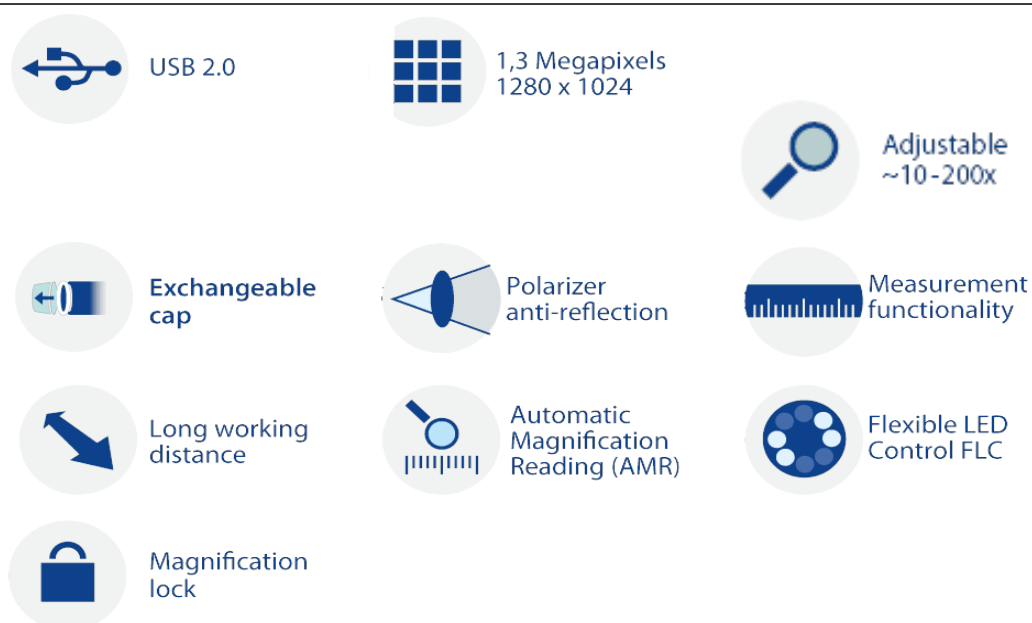 USB 2.0
1,3 Megapixels
1280 x 1024
Adjustable
~10-200x
Exchangeable
cap
Polarizer
anti-reflection
Measurement
functionality
Long working
distance
Automatic
Magnification
Reading (AMR)
Flexible LED
Control FLC
Magnification
lock